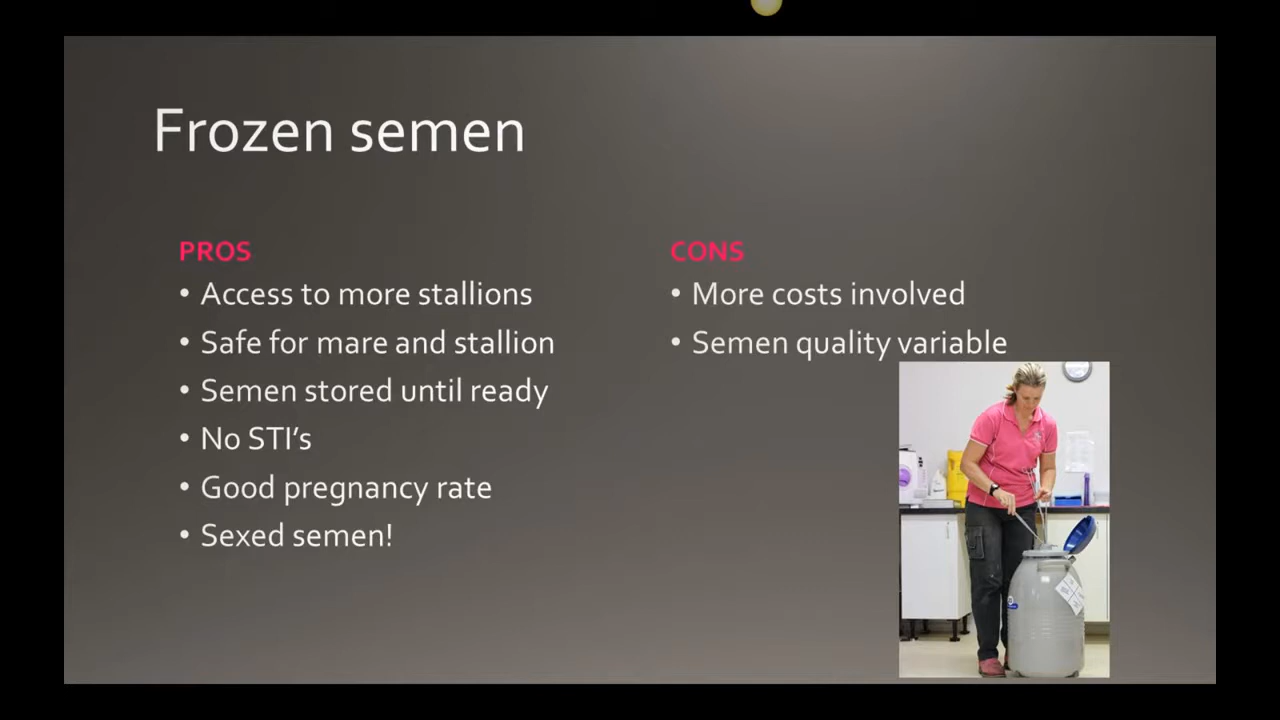 Frozen semen
PROS
• Access to more stallions
• Safe for mare and stallion
• Semen stored until ready
• No STI's
• Good pregnancy rate
• Sexed semen!
CONS
• More costs involved
• Semen quality variable